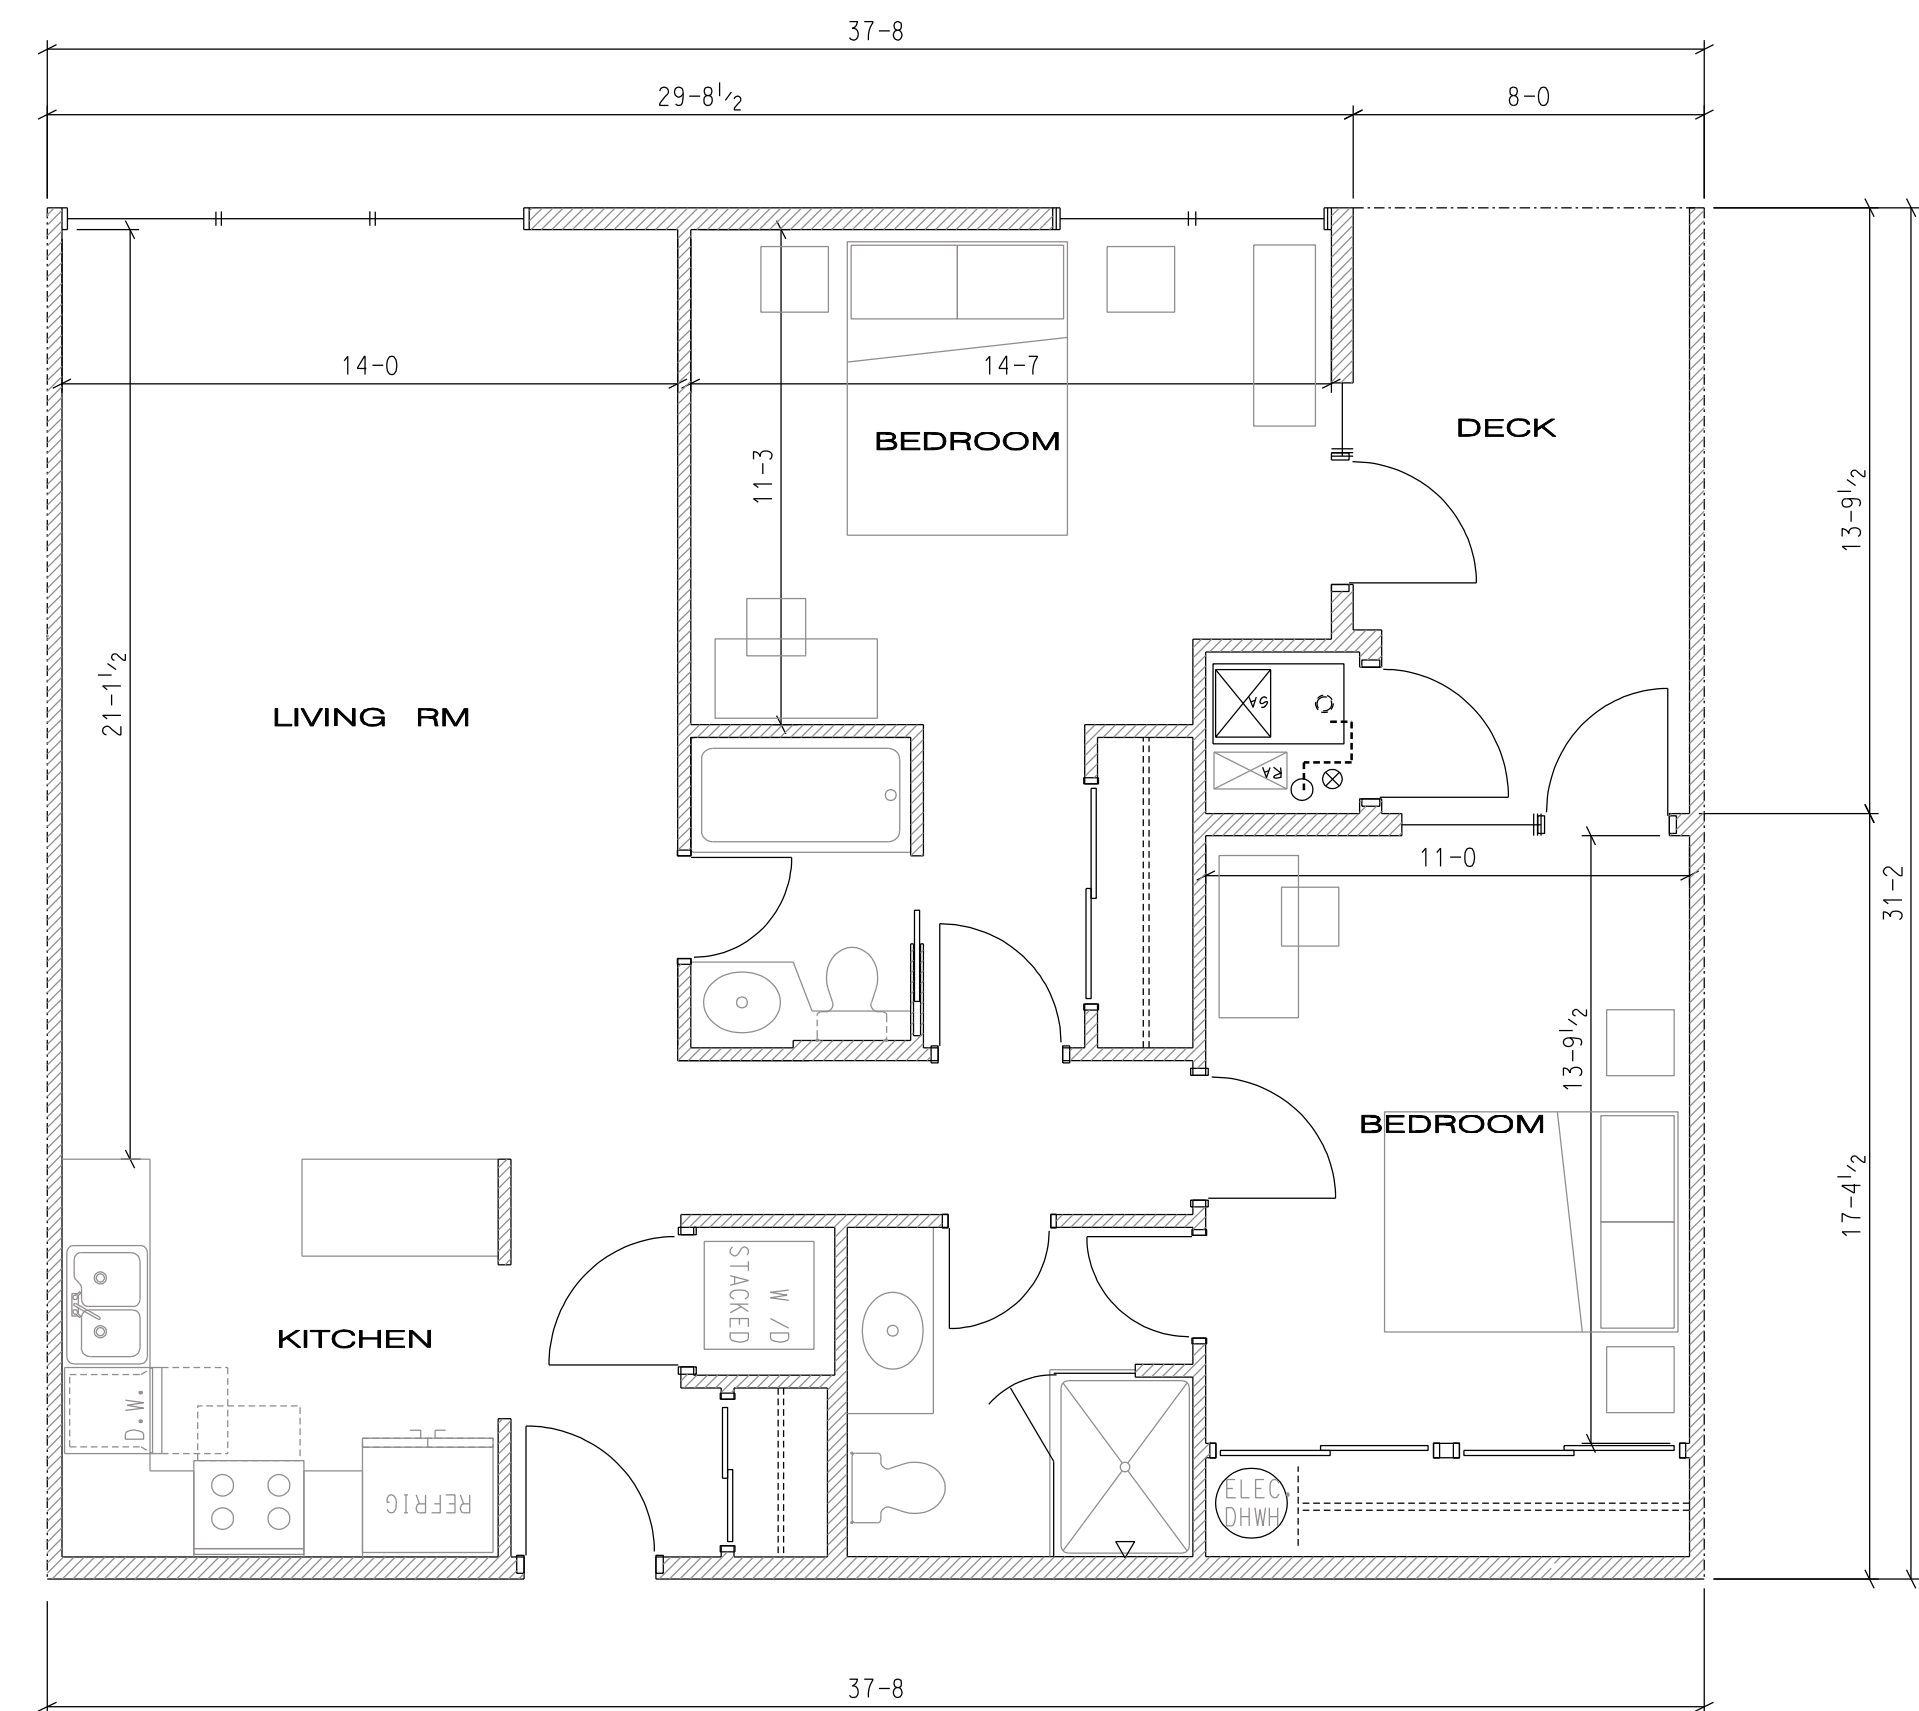 37-8
29-8 1/2
8-0
14-0
14-7
BEDROOM
DECK
11-3
13-9 1/2
21-1 1/2
LIVING RM
SA
RA
11-0
31-2
13-9 1/2
BEDROOM
17-4 1/2
W/D
STACKED
KITCHEN
D.W.
REFRIG
ELEC.
DHWH
37-8